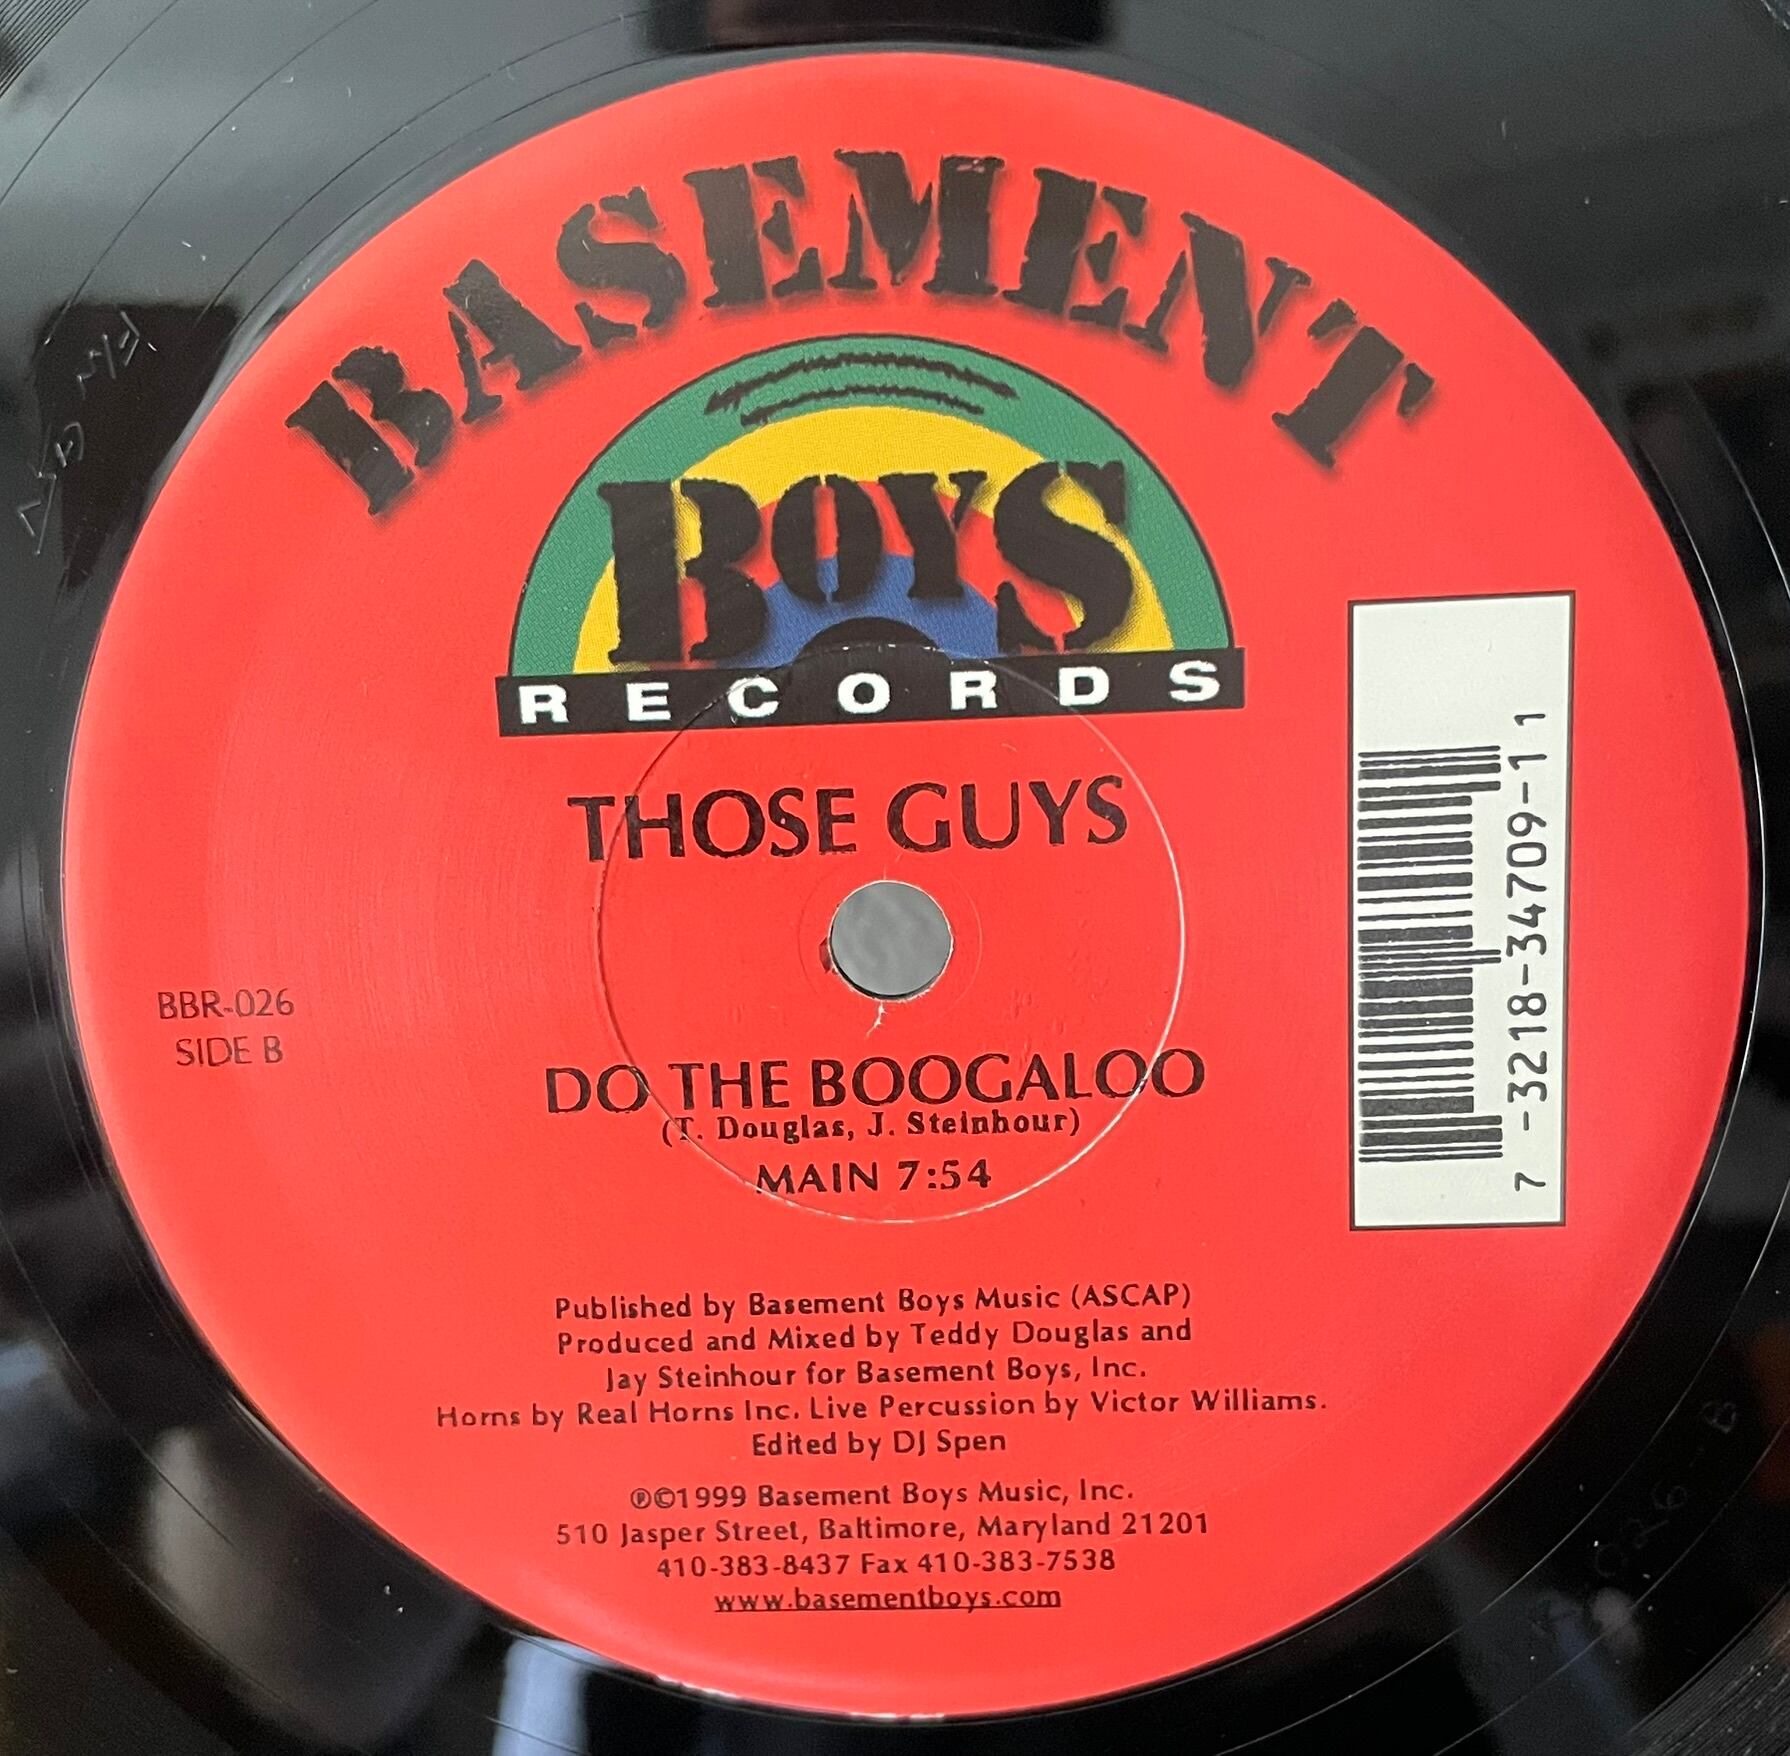 BASEMENT
BOYS
RECORDS
THOSE GUYS
BBR-026
SIDE B
DO THE BOOGALOO
(T. Douglas, J. Steinhour)
MAIN 7:54
7 -3218-34709-1 1
Published by Basement Boys Music (ASCAP)
Produced and Mixed by Teddy Douglas and
Jay Steinhour for Basement Boys, Inc.
Horns by Real Horns Inc. Live Percussion by Victor Williams.
Edited by DJ Spen
℗©1999 Basement Boys Music, Inc.
510 Jasper Street, Baltimore, Maryland 21201
410-383-8437 Fax 410-383-7538
www.basementboys.com